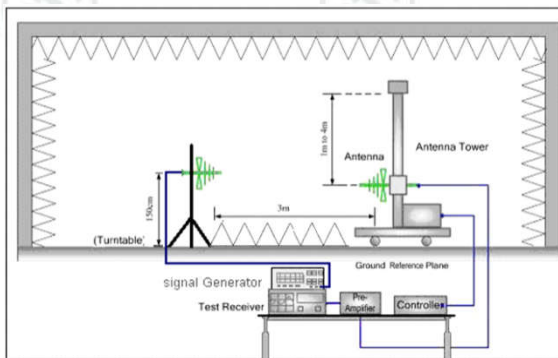 1m to 4m
Antenna
Antenna Tower
150cm
3m
(Turntable)
Ground Reference Plane
signal Generator
Test Receiver
Pre-
Amplifier
Controller